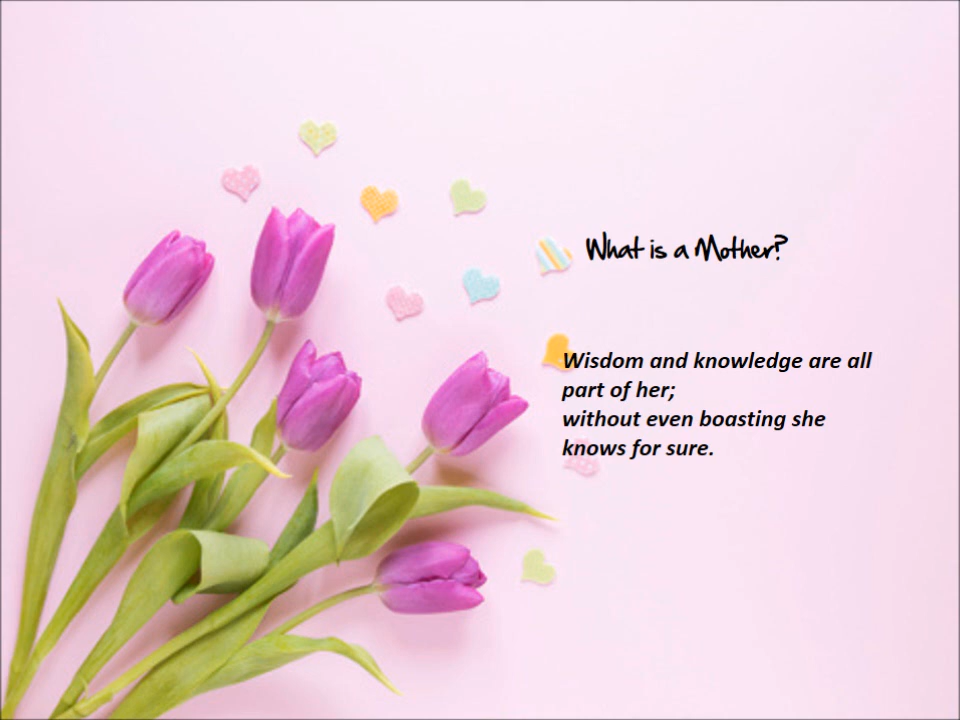 What is a Mother?
Wisdom and knowledge are all
part of her;
without even boasting she
knows for sure.